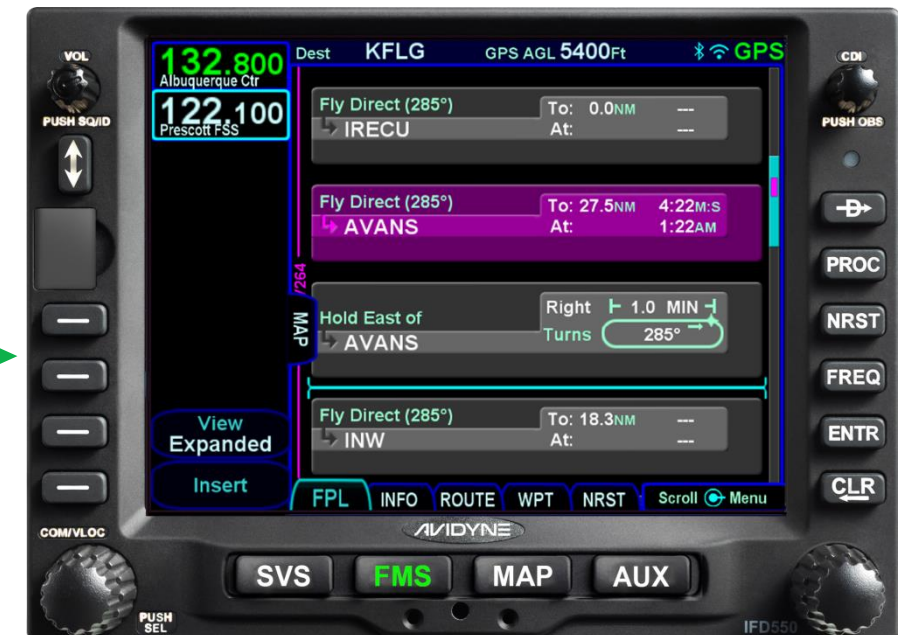 VOL
PUSH SQ/ID
132.800
Albuquerque Ctr
122.100
Prescott FSS
Dest KFLG GPS AGL 5400Ft GPS
CDI
PUSH OBS
Fly Direct (285°)
IRECU
To: 0.0NM ---
At: ---
Fly Direct (285°)
AVANS
To: 27.5NM 4:22M:S
At: 1:22AM
MAP
Hold East of
AVANS
Right 1.0 MIN
Turns 285°
Fly Direct (285°)
INW
To: 18.3NM ---
At: ---
View
Expanded
Insert
FPL INFO ROUTE WPT NRST Scroll Menu
D
PROC
NRST
FREQ
ENTR
CLR
COM/VLOC
AVIDYNE
SVS FMS MAP AUX
PUSH
SEL
IFD550